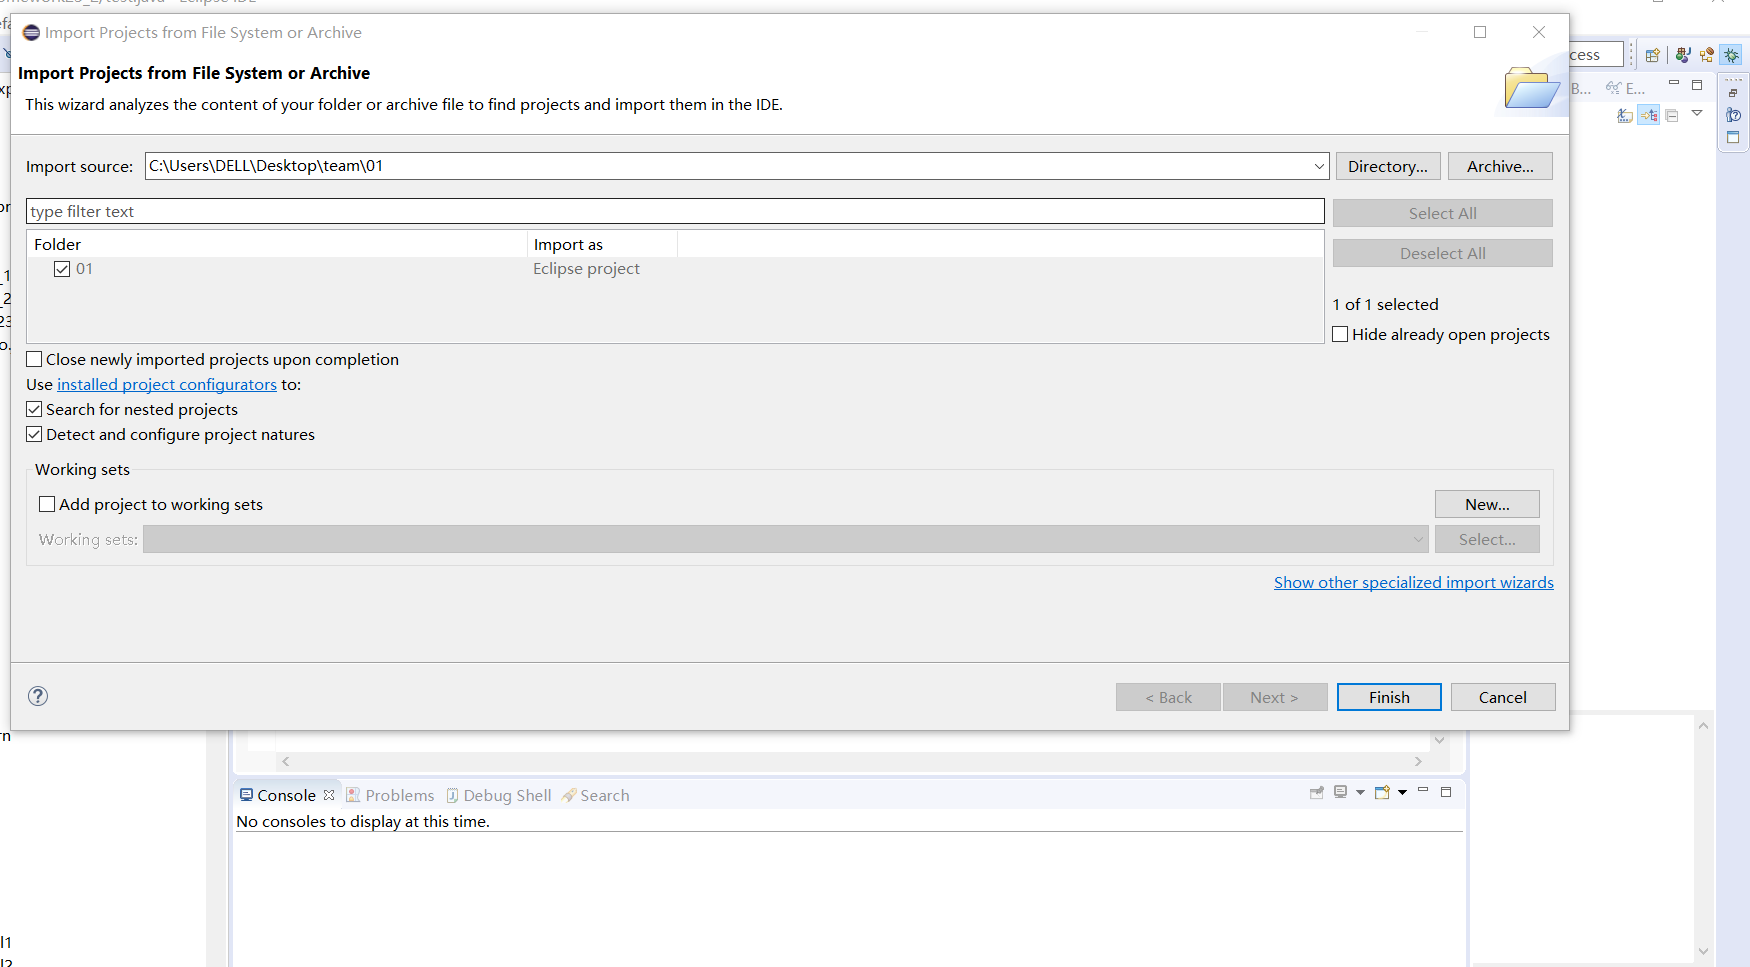 Import Projects from File System or Archive
Import Projects from File System or Archive
This wizard analyzes the content of your folder or archive file to find projects and import them in the IDE.
Import source: C:\Users\DELL\Desktop\team\01 Directory... Archive...
type filter text Select All
Folder Import as
Deselect All
01 Eclipse project
1 of 1 selected
Hide already open projects
Close newly imported projects upon completion
Use installed project configurators to:
Search for nested projects
Detect and configure project natures
Working sets
Add project to working sets New...
Working sets: Select...
Show other specialized import wizards
< Back Next > Finish Cancel
Console Problems Debug Shell Search
No consoles to display at this time.
cess
B... E...
l1